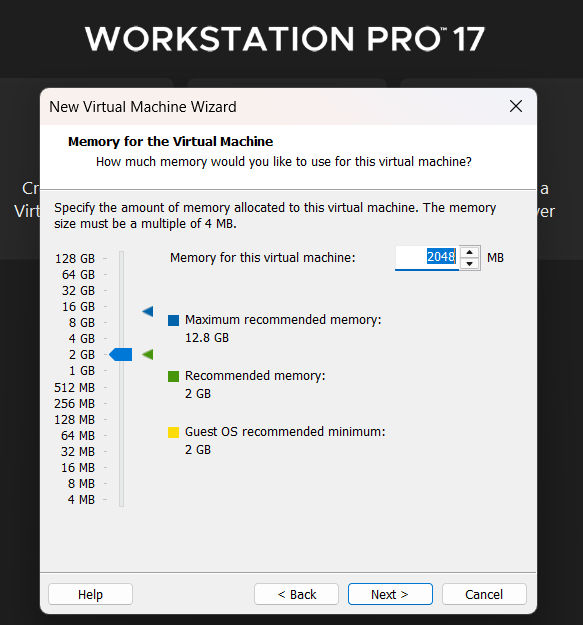 WORKSTATION PRO™ 17
New Virtual Machine Wizard
Memory for the Virtual Machine
How much memory would you like to use for this virtual machine?
Cr
a
Virt
ver
Specify the amount of memory allocated to this virtual machine. The memory
size must be a multiple of 4 MB.
Memory for this virtual machine: 2048 MB
128 GB
64 GB
32 GB
16 GB
8 GB
4 GB
2 GB
1 GB
512 MB
256 MB
128 MB
64 MB
32 MB
16 MB
8 MB
4 MB
Maximum recommended memory:
12.8 GB
Recommended memory:
2 GB
Guest OS recommended minimum:
2 GB
Help
< Back
Next >
Cancel